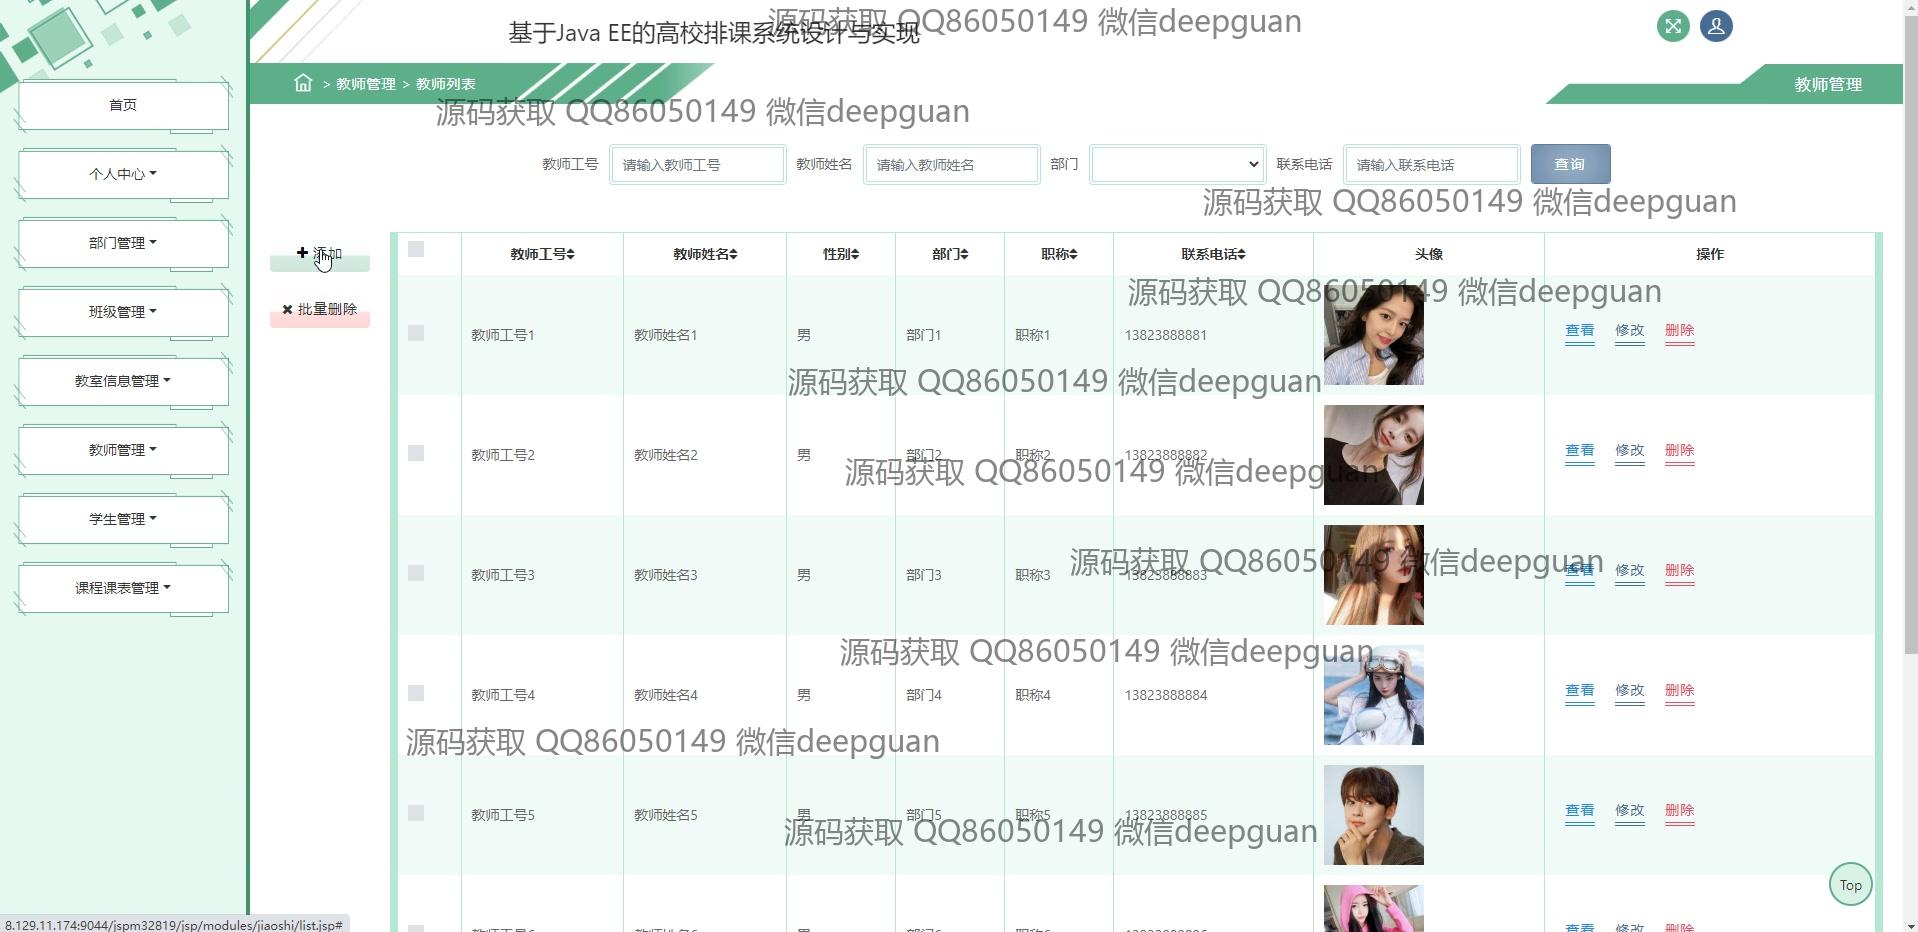 基于Java EE的高校排课系统设计与实现
源码获取 QQ86050149 微信deepguan
> 教师管理 > 教师列表
教师管理
源码获取 QQ86050149 微信deepguan
首页
个人中心
部门管理
班级管理
教室信息管理
教师管理
学生管理
课程课表管理
教师工号 请输入教师工号 教师姓名 请输入教师姓名 部门 联系电话 请输入联系电话 查询
源码获取 QQ86050149 微信deepguan
添加
批量删除
教师工号 教师姓名 性别 部门 职称 联系电话 头像 操作
源码获取 QQ86050149 微信deepguan
教师工号1 教师姓名1 男 部门1 职称1 13823888881 查看 修改 删除
源码获取 QQ86050149 微信deepguan
教师工号2 教师姓名2 男 部门2 职称2 13823888882 查看 修改 删除
源码获取 QQ86050149 微信deepguan
源码获取 QQ86050149 微信deepguan
教师工号3 教师姓名3 男 部门3 职称3 13823888883 查看 修改 删除
源码获取 QQ86050149 微信deepguan
教师工号4 教师姓名4 男 部门4 职称4 13823888884 查看 修改 删除
源码获取 QQ86050149 微信deepguan
教师工号5 教师姓名5 男 部门5 职称5 13823888885 查看 修改 删除
源码获取 QQ86050149 微信deepguan
Top
8.129.11.174:9044/jspm32819/jsp/modules/jiaoshi/list.jsp#